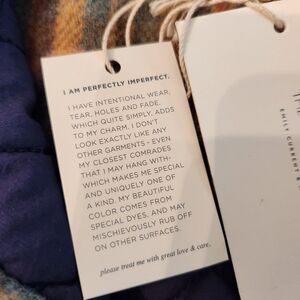 I AM PERFECTLY IMPERFECT.
I HAVE INTENTIONAL WEAR,
TEAR, HOLES AND FADE,
WHICH QUITE SIMPLY, ADDS
TO MY CHARM. I DON'T
LOOK EXACTLY LIKE ANY
OTHER GARMENTS - EVEN
MY CLOSEST COMRADES
THAT I MAY HANG WITH-
WHICH MAKES ME SPECIAL
AND UNIQUELY ONE OF
A KIND. MY BEAUTIFUL
COLOR COMES FROM
SPECIAL DYES, AND MAY
MISCHIEVOUSLY RUB OFF
ON OTHER SURFACES.
please treat me with great love & care.
EMILY CURRENT &